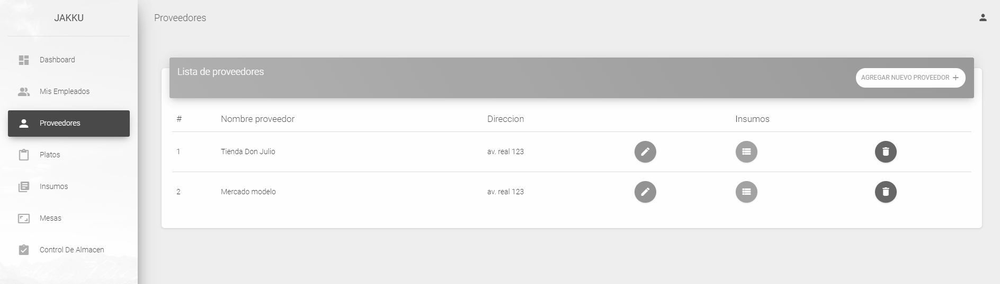 JAKKU
Proveedores
Dashboard
Mis Empleados
Proveedores
Platos
Insumos
Mesas
Control De Almacen
Lista de proveedores
AGREGAR NUEVO PROVEEDOR +
# Nombre proveedor Direccion Insumos
1 Tienda Don Julio av. real 123
2 Mercado modelo av. real 123